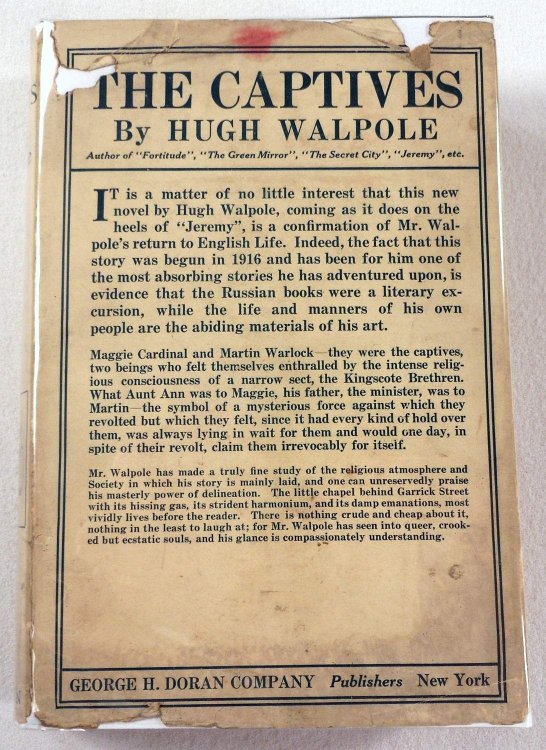 THE CAPTIVES
By HUGH WALPOLE
Author of "Fortitude", "The Green Mirror", "The Secret City", "Jeremy", etc.
IT is a matter of no little interest that this new
novel by Hugh Walpole, coming as it does on the
heels of "Jeremy", is a confirmation of Mr. Wal-
pole's return to English Life. Indeed, the fact that this
story was begun in 1916 and has been for him one of
the most absorbing stories he has adventured upon, is
evidence that the Russian books were a literary ex-
cursion, while the life and manners of his own
people are the abiding materials of his art.
Maggie Cardinal and Martin Warlock—they were the captives,
two beings who felt themselves enthralled by the intense relig-
ious consciousness of a narrow sect, the Kingscote Brethren.
What Aunt Ann was to Maggie, his father, the minister, was to
Martin—the symbol of a mysterious force against which they
revolted but which they felt, since it had every kind of hold over
them, was always lying in wait for them and would one day, in
spite of their revolt, claim them irrevocably for itself.
Mr. Walpole has made a truly fine study of the religious atmosphere and
Society in which his story is mainly laid, and one can unreservedly praise
his masterly power of delineation. The little chapel behind Garrick Street
with its hissing gas, its strident harmonium, and its damp emanations, most
vividly lives before the reader. There is nothing crude and cheap about it,
nothing in the least to laugh at; for Mr. Walpole has seen into queer, crook-
ed but ecstatic souls, and his glance is compassionately understanding.
GEORGE H. DORAN COMPANY Publishers New York